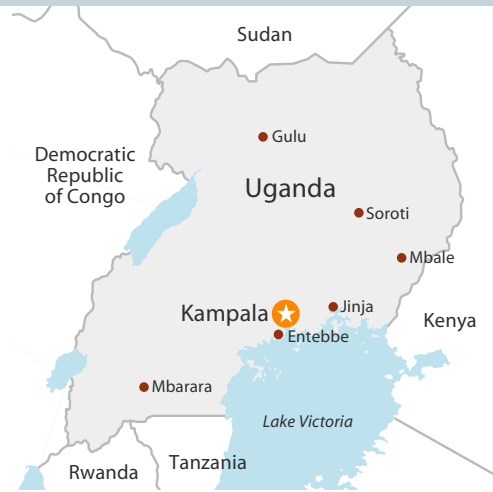 Sudan
Gulu
Democratic
Republic
of Congo
Uganda
Soroti
Mbale
Kampala
Jinja
Kenya
Entebbe
Mbarara
Lake Victoria
Tanzania
Rwanda